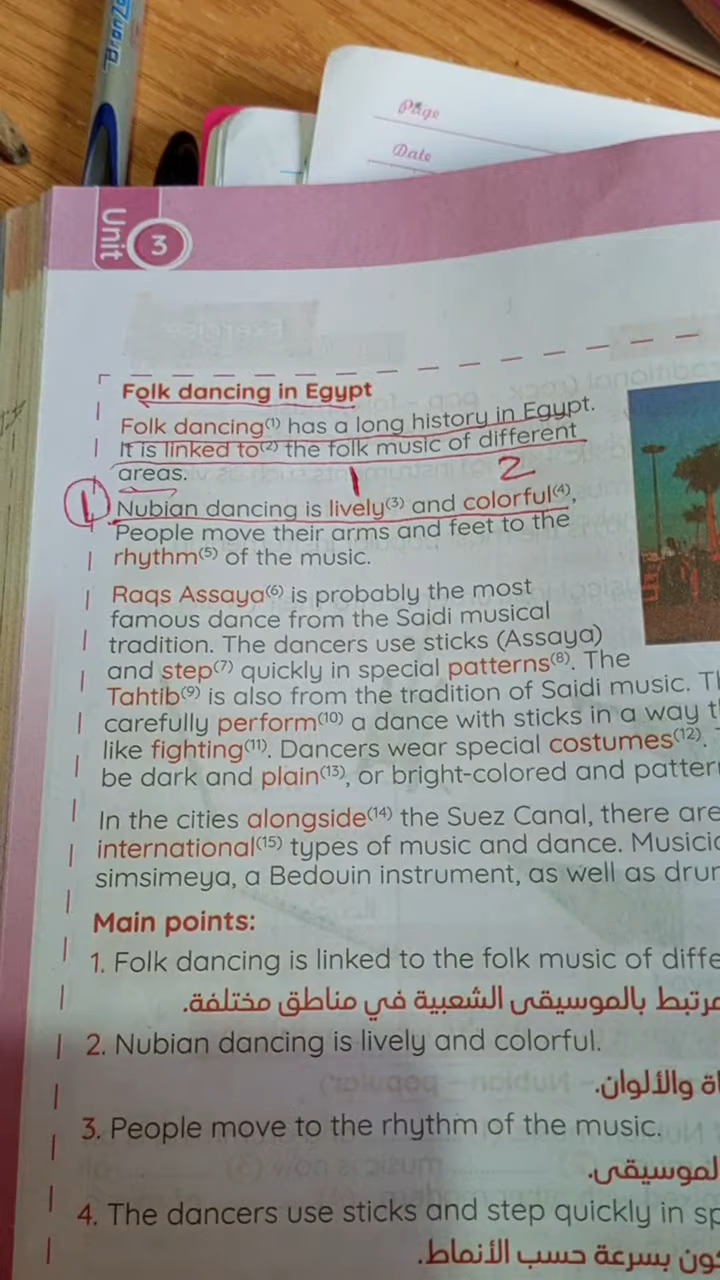 Page
Date
Unit 3
Folk dancing in Egypt
Folk dancing(1) has a long history in Egypt.
It is linked to(2) the folk music of different
areas.
1 2
1 Nubian dancing is lively(3) and colorful(4),
People move their arms and feet to the
rhythm(5) of the music.
Raqs Assaya(6) is probably the most
famous dance from the Saidi musical
tradition. The dancers use sticks (Assaya)
and step(7) quickly in special patterns(8). The
Tahtib(9) is also from the tradition of Saidi music.
carefully perform(10) a dance with sticks in a way
like fighting(11). Dancers wear special costumes(12).
be dark and plain(13), or bright-colored and
In the cities alongside(14) the Suez Canal, there are
international(15) types of music and dance.
simsimeya, a Bedouin instrument, as well as
Main points:
1. Folk dancing is linked to the folk music of
مرتبط بالموسيقى الشعبية في مناطق مختلفة.
2. Nubian dancing is lively and colorful.
والألوان.
3. People move to the rhythm of the music.
4. The dancers use sticks and step quickly in
بسرعة حسب الأنماط.